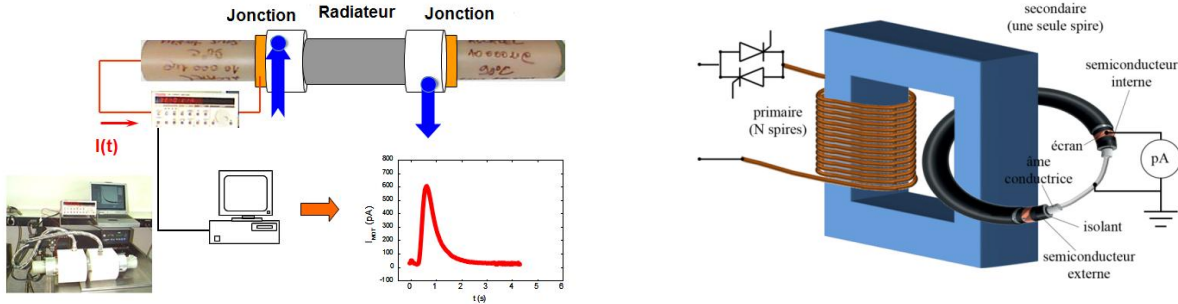 Jonction
Radiateur
Jonction
I(t)
I (pA)
800
700
600
500
400
300
200
100
0
-100
0
1
2
3
4
5
6
t (s)
secondaire
(une seule spire)
semiconducteur
interne
primaire
(N spires)
écran
pA
âme
conductrice
isolant
semiconducteur
externe